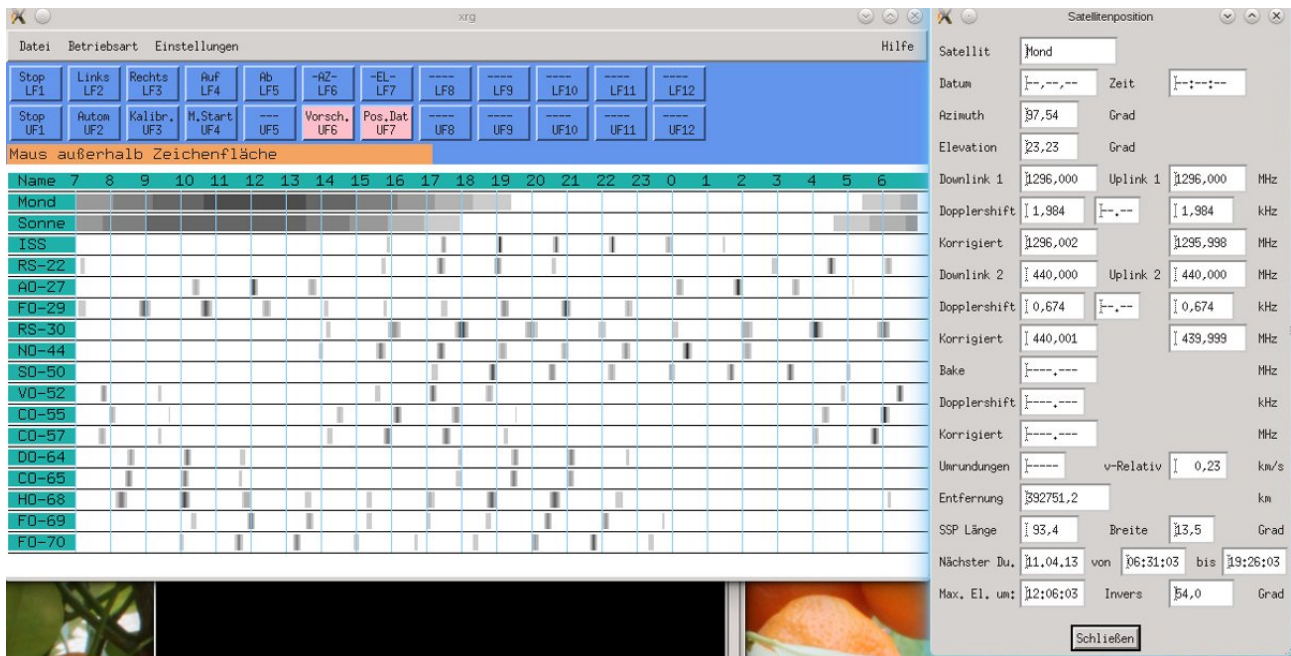 xrg
Datei Betriebsart Einstellungen Hilfe
Stop Links Rechts Auf Ab -AZ- -EL- ---- ---- ---- ---- ----
LF1 LF2 LF3 LF4 LF5 LF6 LF7 LF8 LF9 LF10 LF11 LF12
Stop Autom Kalibr. M.Start --- Vorsch. Pos.Dat ---- ---- ---- ---- ----
UF1 UF2 UF3 UF4 UF5 UF6 UF7 UF8 UF9 UF10 UF11 UF12
Maus außerhalb Zeichenfläche
Name 7 8 9 10 11 12 13 14 15 16 17 18 19 20 21 22 23 0 1 2 3 4 5 6
Mond
Sonne
ISS
RS-22
AO-27
FO-29
RS-30
NO-44
SO-50
VO-52
CO-55
CO-57
DO-64
CO-65
HO-68
FO-69
FO-70
Satellitenposition
Satellit Mond
Datum --,--,-- Zeit --:--:--
Azimuth 97,54 Grad
Elevation 23,23 Grad
Downlink 1 1296,000 Uplink 1 1296,000 MHz
Dopplershift 1,984 --.-- 1,984 kHz
Korrigiert 1296,002 1295,998 MHz
Downlink 2 440,000 Uplink 2 440,000 MHz
Dopplershift 0,674 --.-- 0,674 kHz
Korrigiert 440,001 439,999 MHz
Bake ----.--- MHz
Dopplershift ----.--- kHz
Korrigiert ----.--- MHz
Umrundungen ----- v-Relativ 0,23 km/s
Entfernung 392751,2 km
SSP Länge 93,4 Breite 13,5 Grad
Nächster Du. 11.04.13 von 06:31:03 bis 19:26:03
Max. El. um: 12:06:03 Invers 54,0 Grad
Schließen